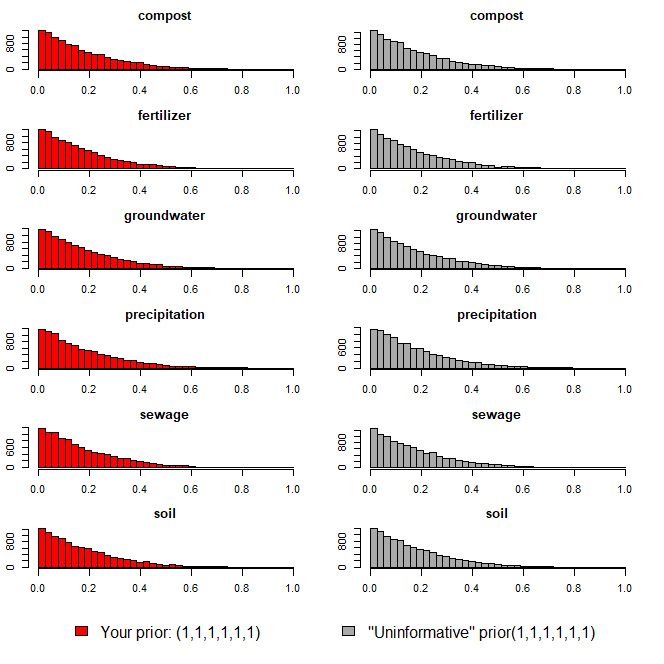 compost compost
800 800
0 0
0.0 0.2 0.4 0.6 0.8 1.0 0.0 0.2 0.4 0.6 0.8 1.0
fertilizer fertilizer
800 800
0 0
0.0 0.2 0.4 0.6 0.8 1.0 0.0 0.2 0.4 0.6 0.8 1.0
groundwater groundwater
800 800
0 0
0.0 0.2 0.4 0.6 0.8 1.0 0.0 0.2 0.4 0.6 0.8 1.0
precipitation precipitation
800 600
0 0
0.0 0.2 0.4 0.6 0.8 1.0 0.0 0.2 0.4 0.6 0.8 1.0
sewage sewage
600 800
0 0
0.0 0.2 0.4 0.6 0.8 1.0 0.0 0.2 0.4 0.6 0.8 1.0
soil soil
800 800
0 0
0.0 0.2 0.4 0.6 0.8 1.0 0.0 0.2 0.4 0.6 0.8 1.0
Your prior: (1,1,1,1,1,1) "Uninformative" prior(1,1,1,1,1,1)